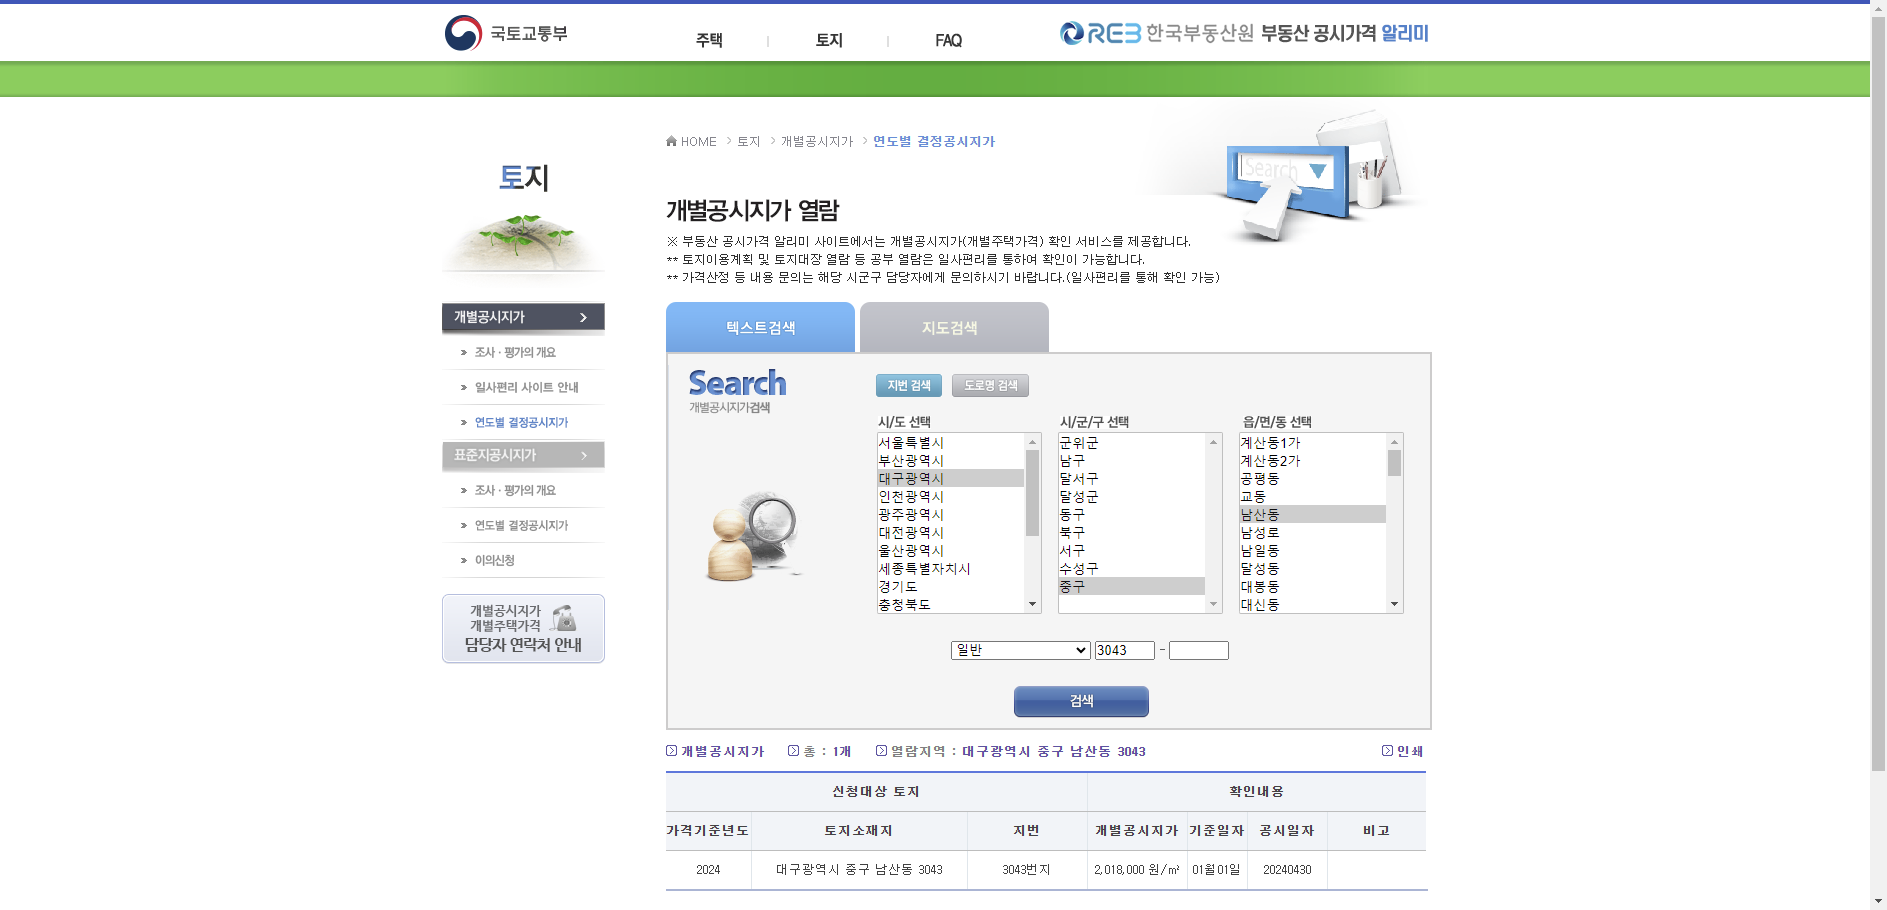 국토교통부
주택
토지
FAQ
REB 한국부동산원 부동산 공시가격 알리미
HOME > 토지 > 개별공시지가 > 연도별 결정공시지가
Search
토지
개별공시지가 열람
※ 부동산 공시가격 알리미 사이트에서는 개별공시지가(개별주택가격) 확인 서비스를 제공합니다.
** 토지이용계획 및 토지대장 열람 등 공부 열람은 일사편리를 통하여 확인이 가능합니다.
** 가격산정 등 내용 문의는 해당 시군구 담당자에게 문의하시기 바랍니다.(일사편리를 통해 확인 가능)
개별공시지가
조사ㆍ평가의 개요
일사편리 사이트 안내
연도별 결정공시지가
표준지공시지가
조사ㆍ평가의 개요
연도별 결정공시지가
이의신청
개별공시지가
개별주택가격
담당자 연락처 안내
텍스트검색
지도검색
Search
개별공시지가검색
지번 검색
도로명 검색
시/도 선택
서울특별시
부산광역시
대구광역시
인천광역시
광주광역시
대전광역시
울산광역시
세종특별자치시
경기도
충청북도
시/군/구 선택
군위군
남구
달서구
달성군
동구
북구
서구
수성구
중구
읍/면/동 선택
계산동1가
계산동2가
공평동
교동
남산동
남성로
남일동
달성동
대봉동
대신동
일반 3043 -
검색
개별공시지가 총 : 1개 열람지역 : 대구광역시 중구 남산동 3043 인쇄
신청대상 토지 확인내용
가격기준년도 토지소재지 지번 개별공시지가 기준일자 공시일자 비고
2024 대구광역시 중구 남산동 3043 3043번지 2,018,000 원/㎡ 01월01일 20240430